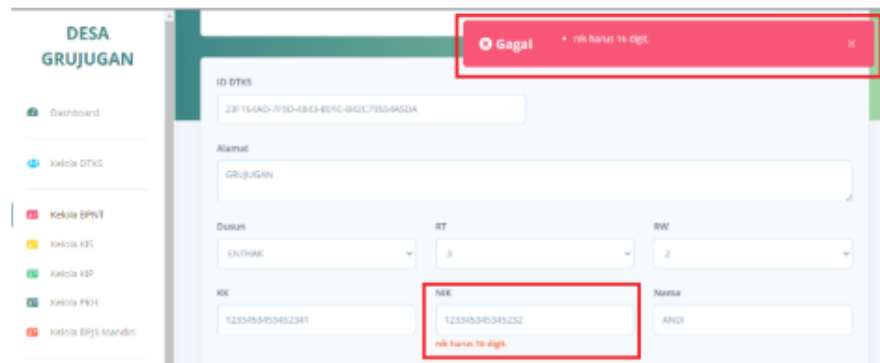 DESA
GRUJUGAN
Dashboard
Kelola DTKS
Kelola BPNT
Kelola KIS
Kelola KIP
Kelola PKH
Kelola BPJS Mandiri
Gagal
• nik harus 16 digit.
×
ID DTKS
Alamat
GRUJUGAN
Dusun RT RW
ENTHAK 3 2
KK NIK Nama
1233453453452341 123345345345232 ANDI
nik harus 16 digit.